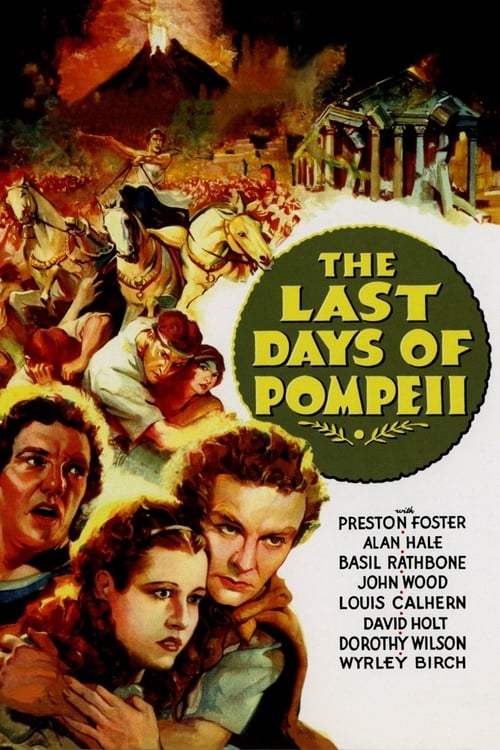 THE
LAST
DAYS OF
POMPEII
with
PRESTON FOSTER
ALAN HALE
BASIL RATHBONE
JOHN WOOD
LOUIS CALHERN
DAVID HOLT
DOROTHY WILSON
WYRLEY BIRCH